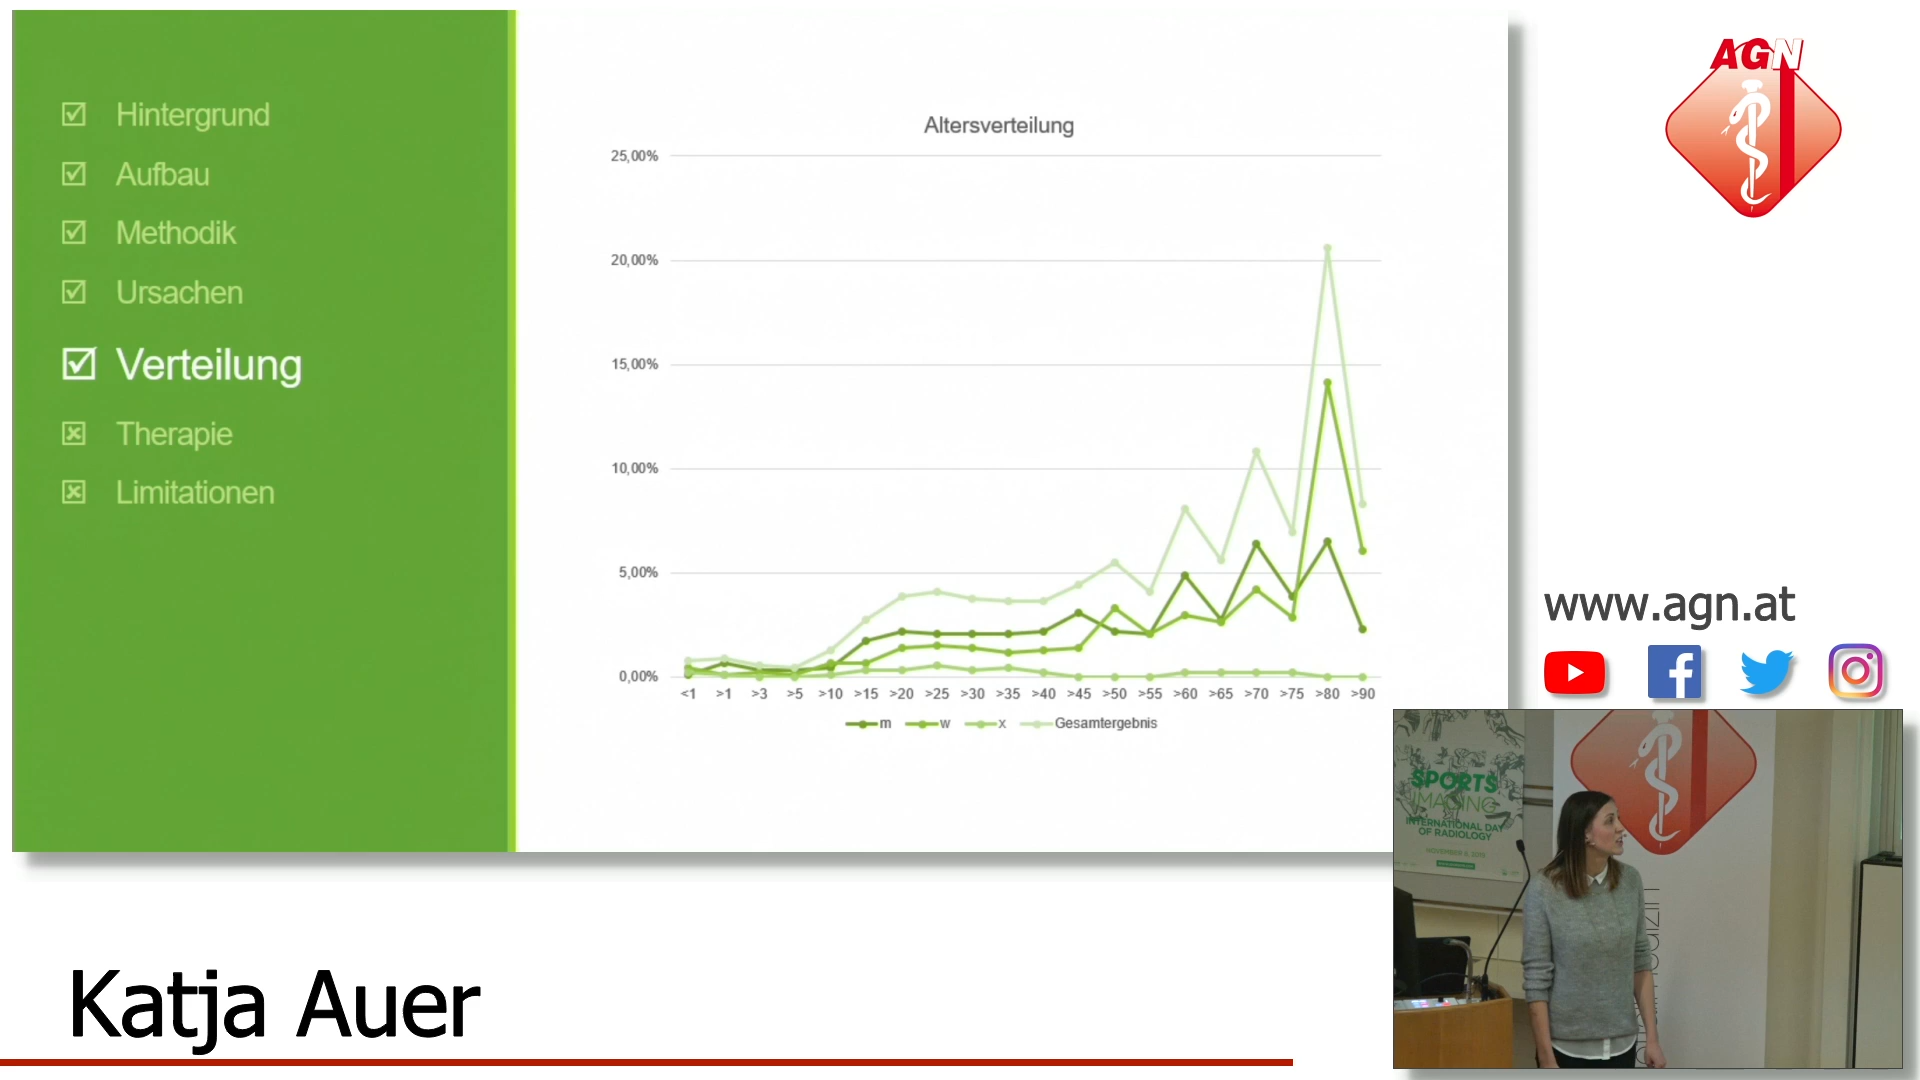 Hintergrund
Aufbau
Methodik
Ursachen
Verteilung
Therapie
Limitationen
Altersverteilung
25,00%
20,00%
15,00%
10,00%
5,00%
0,00%
<1 >1 >3 >5 >10 >15 >20 >25 >30 >35 >40 >45 >50 >55 >60 >65 >70 >75 >80 >90
m w x Gesamtergebnis
AGN
www.agn.at
SPORTS
IMAGING
INTERNATIONAL DAY
OF RADIOLOGY
Katja Auer